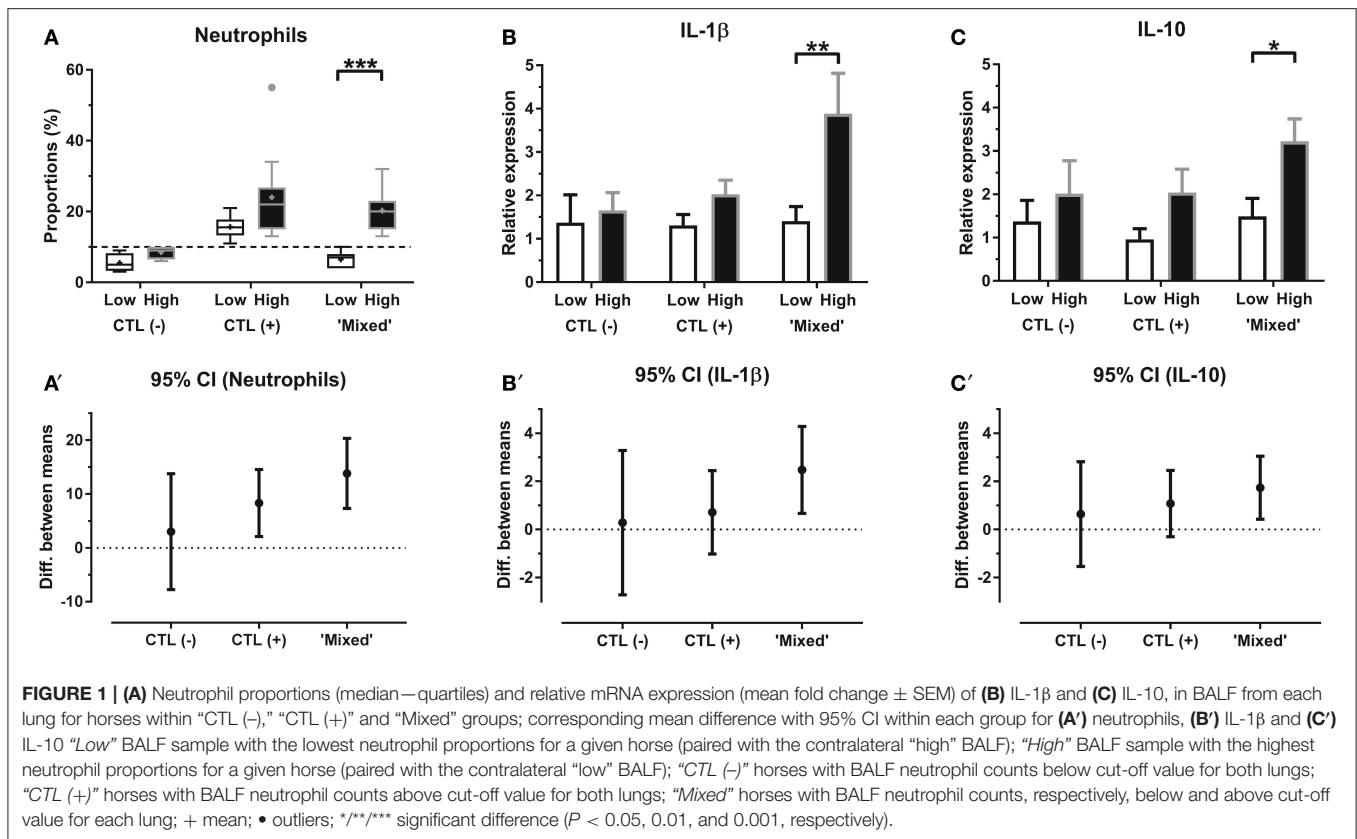 A
Neutrophils
***
Proportions (%)
60
40
20
0
Low High Low High Low High
CTL (-) CTL (+) 'Mixed'
B
IL-1β
**
Relative expression
5
4
3
2
1
0
Low High Low High Low High
CTL (-) CTL (+) 'Mixed'
C
IL-10
*
Relative expression
5
4
3
2
1
0
Low High Low High Low High
CTL (-) CTL (+) 'Mixed'
A′
95% CI (Neutrophils)
Diff. between means
20
10
0
-10
CTL (-) CTL (+) 'Mixed'
B′
95% CI (IL-1β)
Diff. between means
4
2
0
-2
CTL (-) CTL (+) 'Mixed'
C′
95% CI (IL-10)
Diff. between means
4
2
0
-2
CTL (-) CTL (+) 'Mixed'
FIGURE 1 | (A) Neutrophil proportions (median—quartiles) and relative mRNA expression (mean fold change ± SEM) of (B) IL-1β and (C) IL-10, in BALF from each
lung for horses within “CTL (–),” “CTL (+)” and “Mixed” groups; corresponding mean difference with 95% CI within each group for (A′) neutrophils, (B′) IL-1β and (C′)
IL-10 “Low” BALF sample with the lowest neutrophil proportions for a given horse (paired with the contralateral “high” BALF); “High” BALF sample with the highest
neutrophil proportions for a given horse (paired with the contralateral “low” BALF); “CTL (–)” horses with BALF neutrophil counts below cut-off value for both lungs;
“CTL (+)” horses with BALF neutrophil counts above cut-off value for both lungs; “Mixed” horses with BALF neutrophil counts, respectively, below and above cut-off
value for each lung; + mean; • outliers; */**/*** significant difference (P < 0.05, 0.01, and 0.001, respectively).